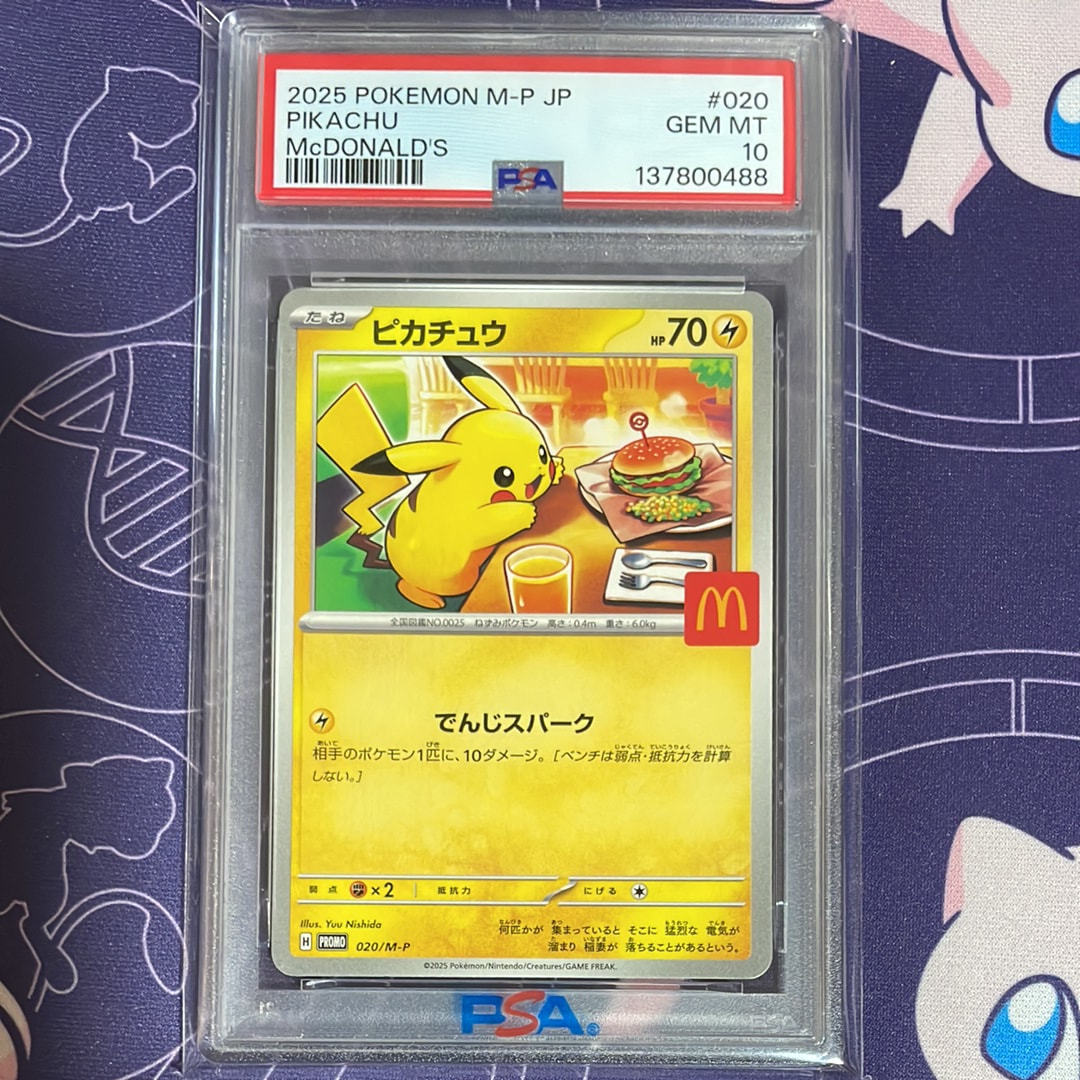 2025 POKEMON M-P JP #020
PIKACHU GEM MT
McDONALD'S 10
PSA 137800488
たね ピカチュウ HP70
全国図鑑NO.0025 ねずみポケモン 高さ:0.4m 重さ:6.0kg
でんじスパーク
相手のポケモン1匹に、10ダメージ。[ベンチは弱点・抵抗力を計算
しない。]
弱点 ×2 抵抗力 にげる
Illus. Yuu Nishida
何匹かが 集まっていると そこに 猛烈な 電気が
溜まり 稲妻が 落ちることがあるという。
H PROMO 020/M-P
©2025 Pokémon/Nintendo/Creatures/GAME FREAK.
PSA®